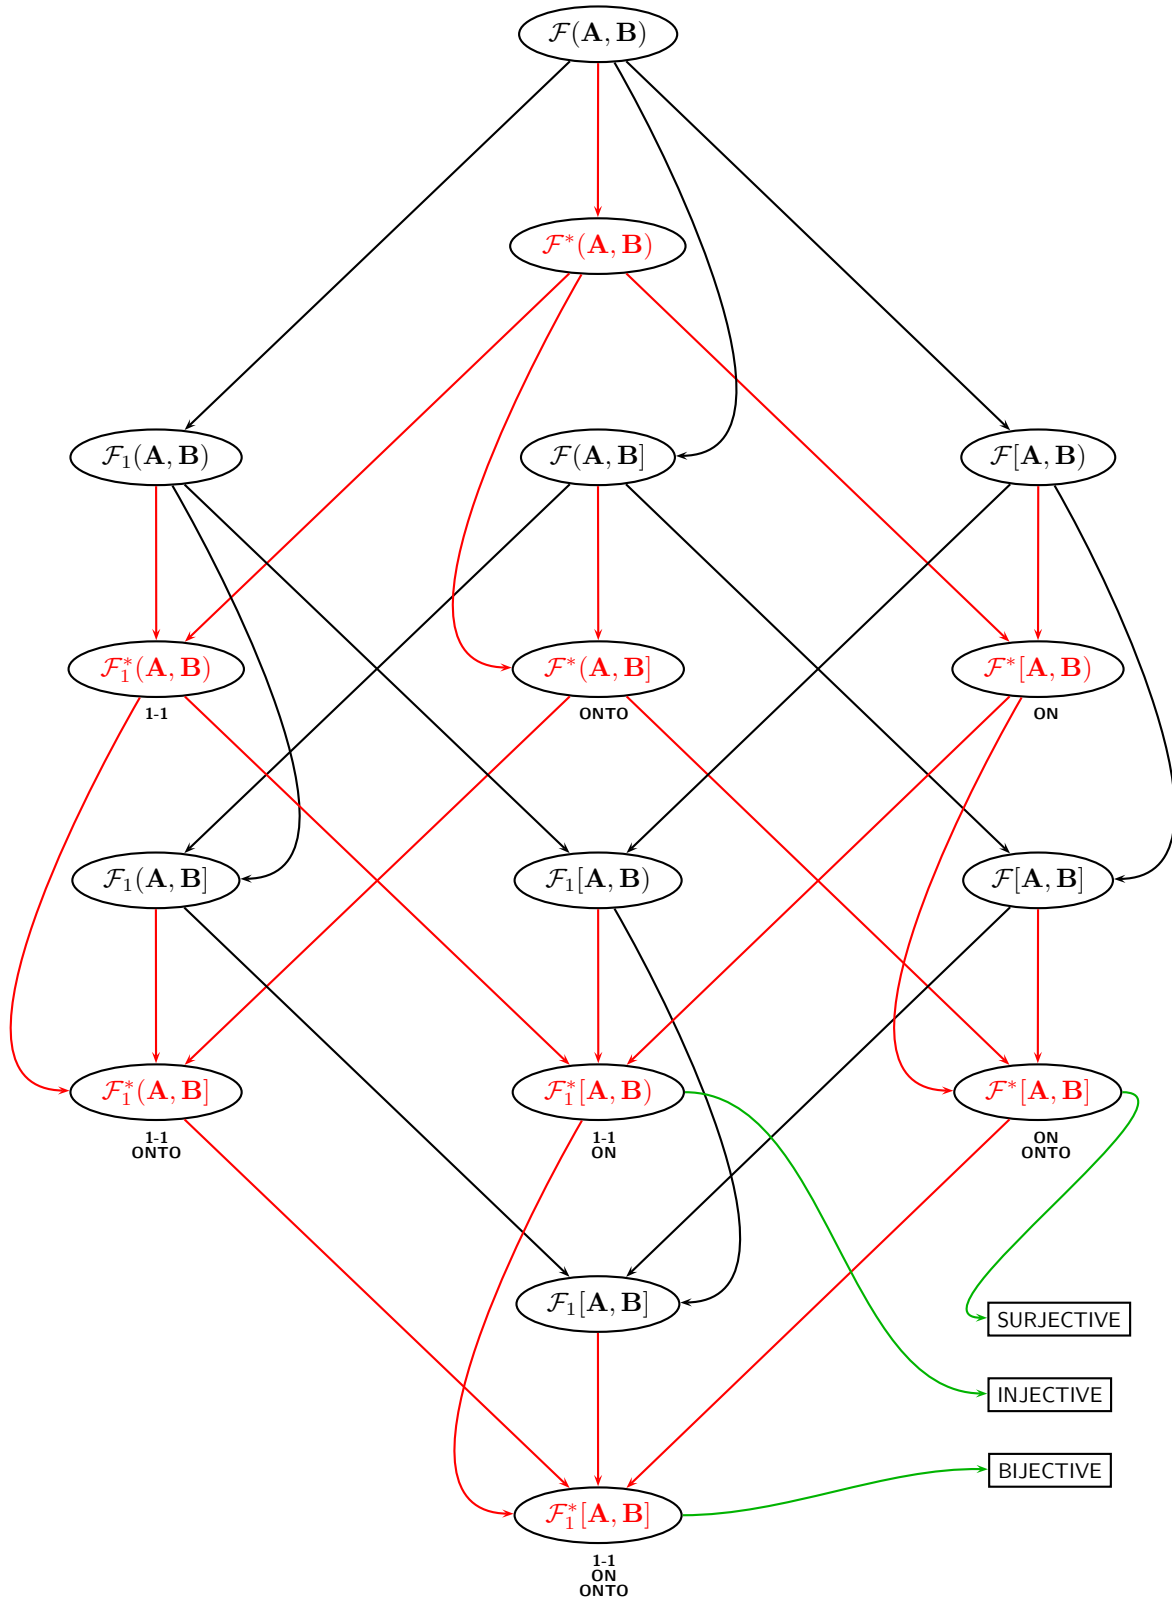 𝓕(𝐀, 𝐁)
𝓕*(𝐀, 𝐁)
𝓕₁(𝐀, 𝐁)
𝓕(𝐀, 𝐁]
𝓕[𝐀, 𝐁)
𝓕₁*(𝐀, 𝐁)
1-1
𝓕*(𝐀, 𝐁]
ONTO
𝓕*[𝐀, 𝐁)
ON
𝓕₁(𝐀, 𝐁]
𝓕₁[𝐀, 𝐁)
𝓕[𝐀, 𝐁]
𝓕₁*(𝐀, 𝐁]
1-1
ONTO
𝓕₁*[𝐀, 𝐁)
1-1
ON
𝓕*[𝐀, 𝐁]
ON
ONTO
𝓕₁[𝐀, 𝐁]
SURJECTIVE
INJECTIVE
BIJECTIVE
𝓕₁*[𝐀, 𝐁]
1-1
ON
ONTO